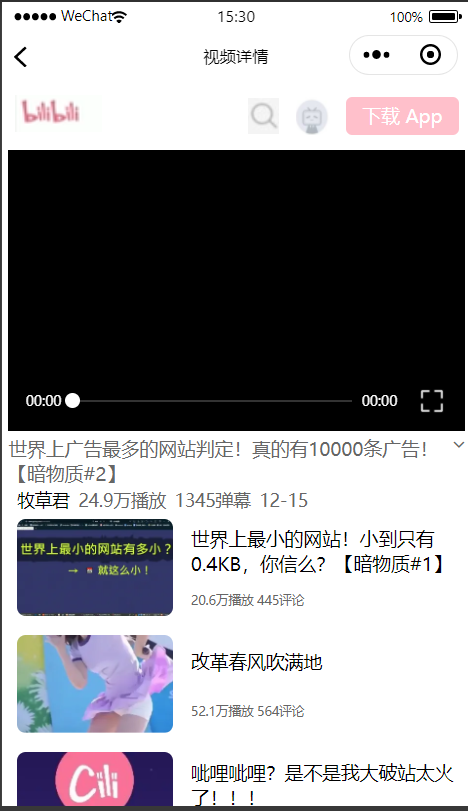 WeChat 15:30 100%
视频详情
bilibili 下载 App
00:00 00:00
世界上广告最多的网站判定！真的有10000条广告！
【暗物质#2】
牧草君 24.9万播放 1345弹幕 12-15
世界上最小的网站有多小？
→ 就这么小！
世界上最小的网站！小到只有
0.4KB，你信么？【暗物质#1】
20.6万播放 445评论
改革春风吹满地
52.1万播放 564评论
Cili
呲哩呲哩？是不是我大破站太火
了！！！